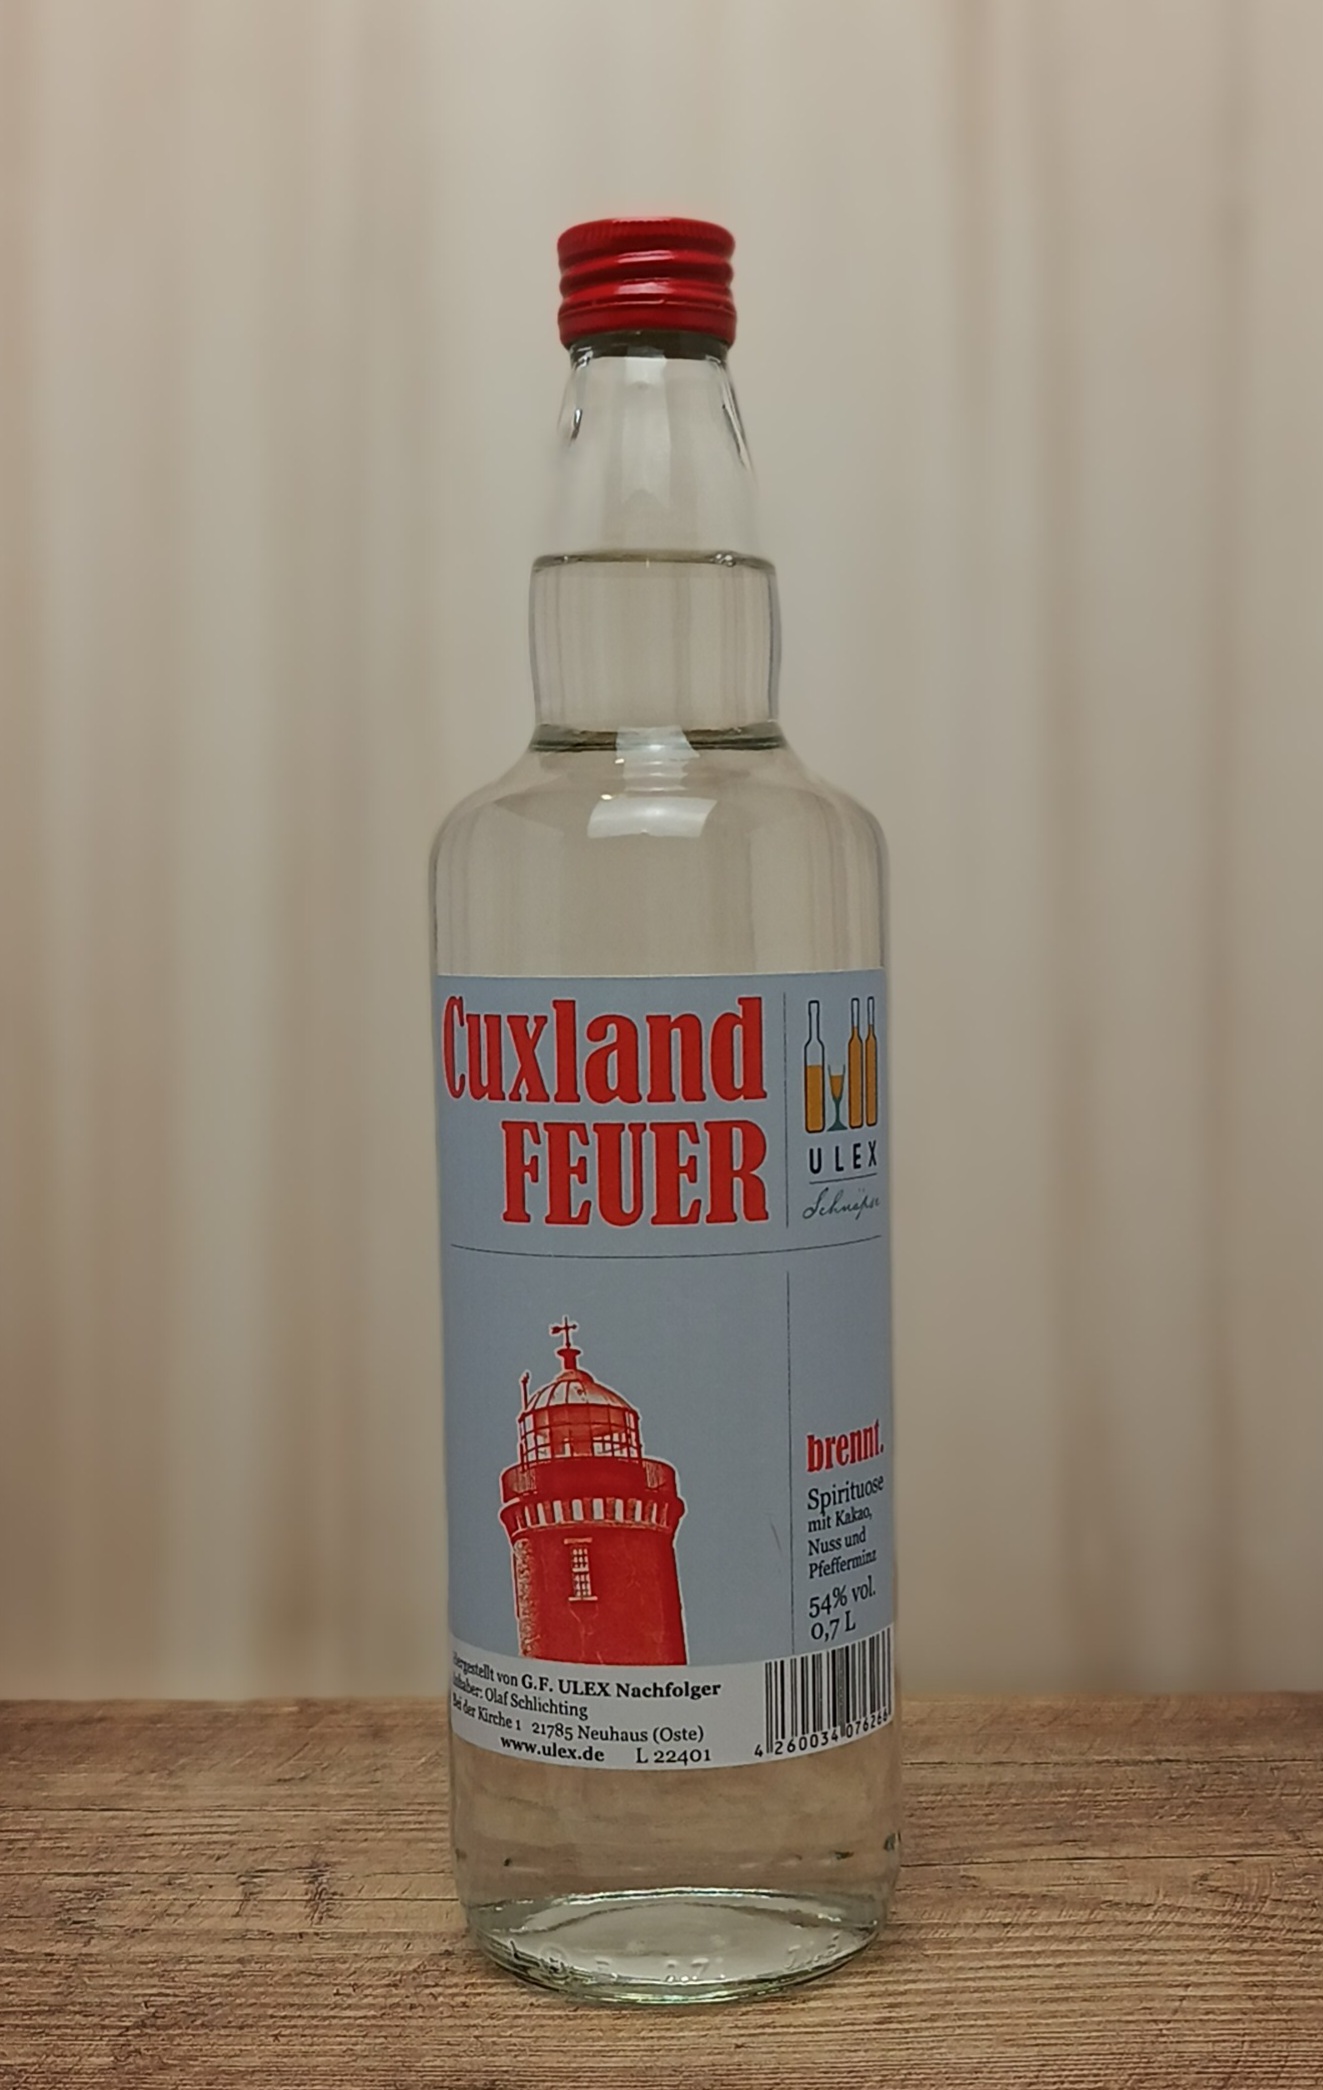 Cuxland
FEUER
ULEX
Schnäpse
brennt.
Spirituose
mit Kakao,
Nuss und
Pfefferminz
54% vol.
0,7 L
Hergestellt von G.F. ULEX Nachfolger
Inhaber: Olaf Schlichting
Bei der Kirche 1 21785 Neuhaus (Oste)
www.ulex.de L 22401
4 260034 076266